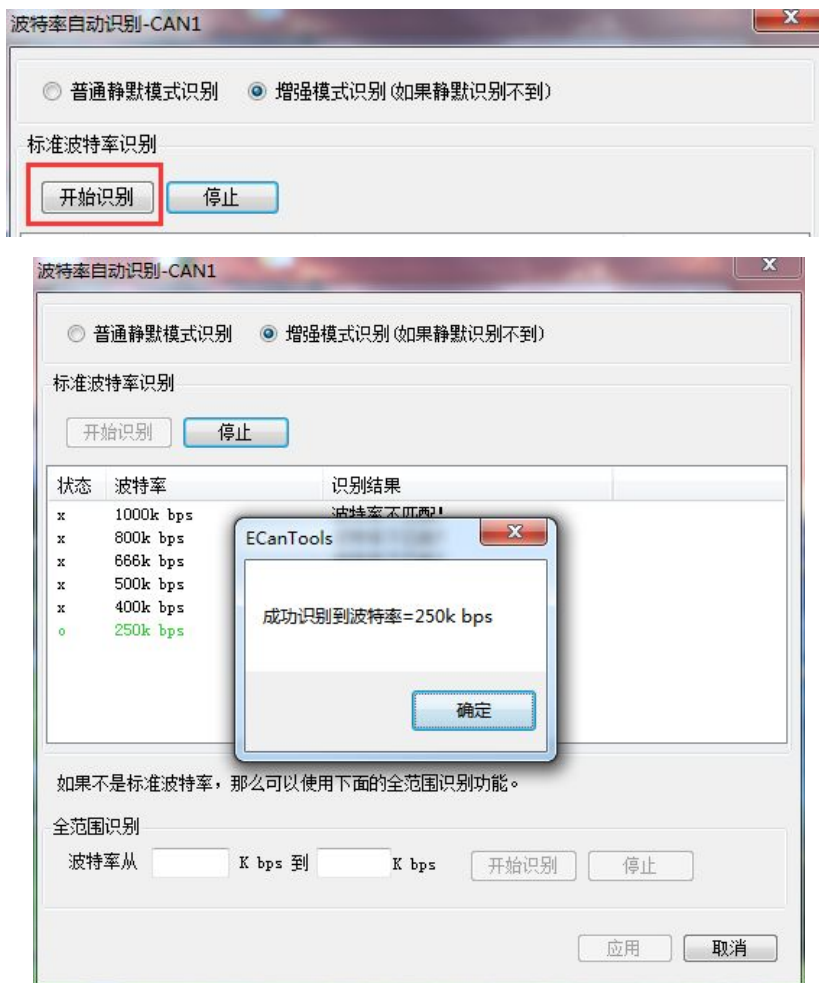 波特率自动识别-CAN1
普通静默模式识别 增强模式识别(如果静默识别不到)
标准波特率识别
开始识别 停止
波特率自动识别-CAN1
普通静默模式识别 增强模式识别(如果静默识别不到)
标准波特率识别
开始识别 停止
状态 波特率 识别结果
x 1000k bps 波特率不匹配!
x 800k bps
x 666k bps
x 500k bps
x 400k bps
o 250k bps
ECanTools
成功识别到波特率=250k bps
确定
如果不是标准波特率,那么可以使用下面的全范围识别功能。
全范围识别
波特率从 K bps 到 K bps 开始识别 停止
应用 取消